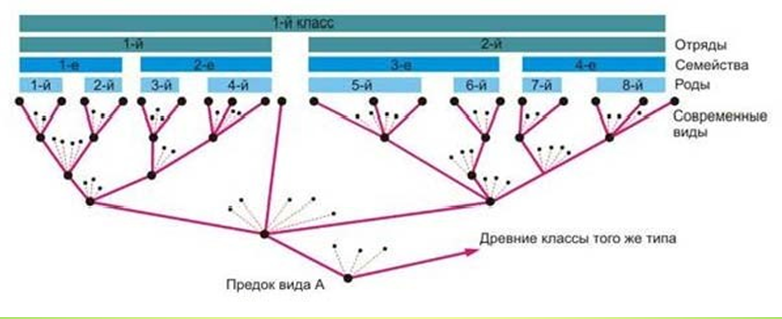 1-й класс
1-й 2-й Отряды
1-е 2-е 3-е 4-е Семейства
1-й 2-й 3-й 4-й 5-й 6-й 7-й 8-й Роды
Современные
виды
Древние классы того же типа
Предок вида А